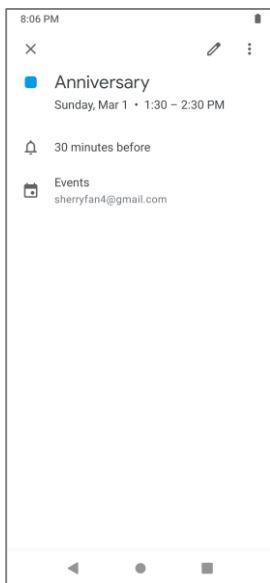 8:06 PM
Anniversary
Sunday, Mar 1 • 1:30 – 2:30 PM
30 minutes before
Events
sherryfan4@gmail.com